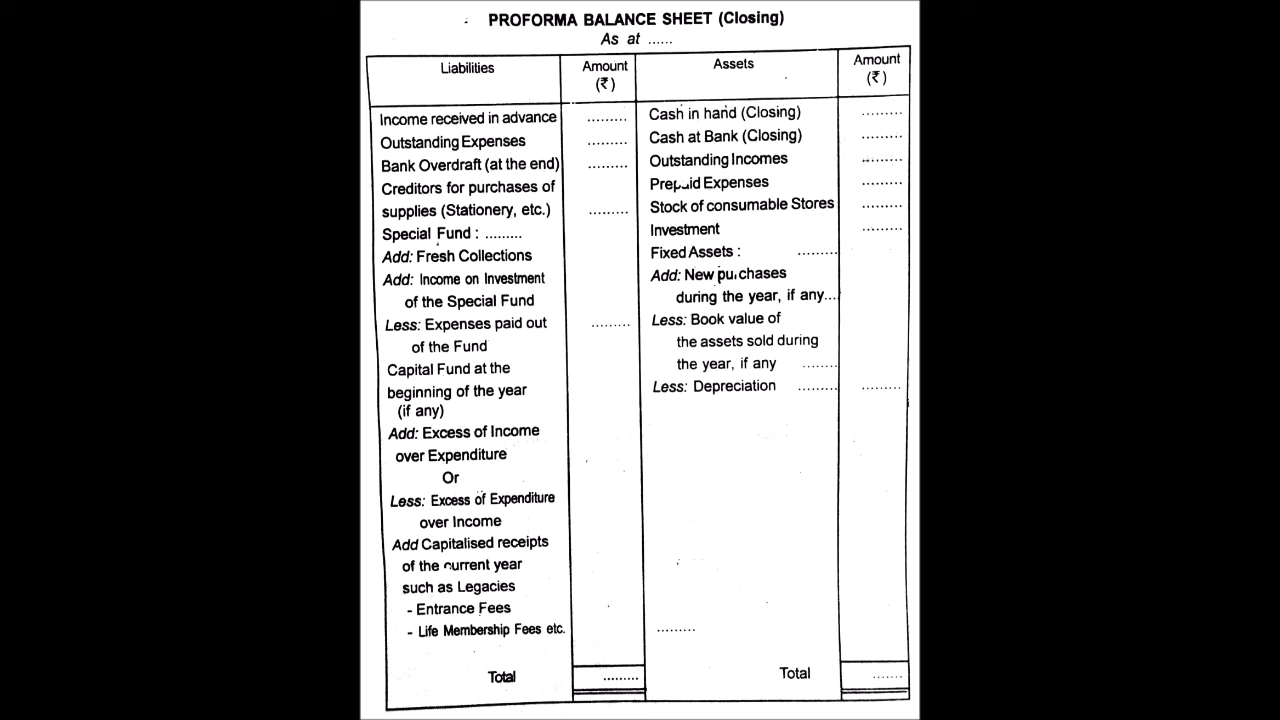 PROFORMA BALANCE SHEET (Closing)
As at ......
Liabilities
Amount
(₹)
Assets
Amount
(₹)
Income received in advance .........
Outstanding Expenses .........
Bank Overdraft (at the end) .........
Creditors for purchases of
supplies (Stationery, etc.) .........
Special Fund : .........
Add: Fresh Collections
Add: Income on Investment
of the Special Fund
Less: Expenses paid out .........
of the Fund
Capital Fund at the
beginning of the year
(if any)
Add: Excess of Income
over Expenditure
Or
Less: Excess of Expenditure
over Income
Add Capitalised receipts
of the current year
such as Legacies
- Entrance Fees
- Life Membership Fees etc.
Total .........
Cash in hand (Closing) .........
Cash at Bank (Closing) .........
Outstanding Incomes .........
Prepaid Expenses .........
Stock of consumable Stores .........
Investment .........
Fixed Assets : .........
Add: New purchases
during the year, if any...
Less: Book value of
the assets sold during
the year, if any ........
Less: Depreciation ......... .........
.........
Total .......